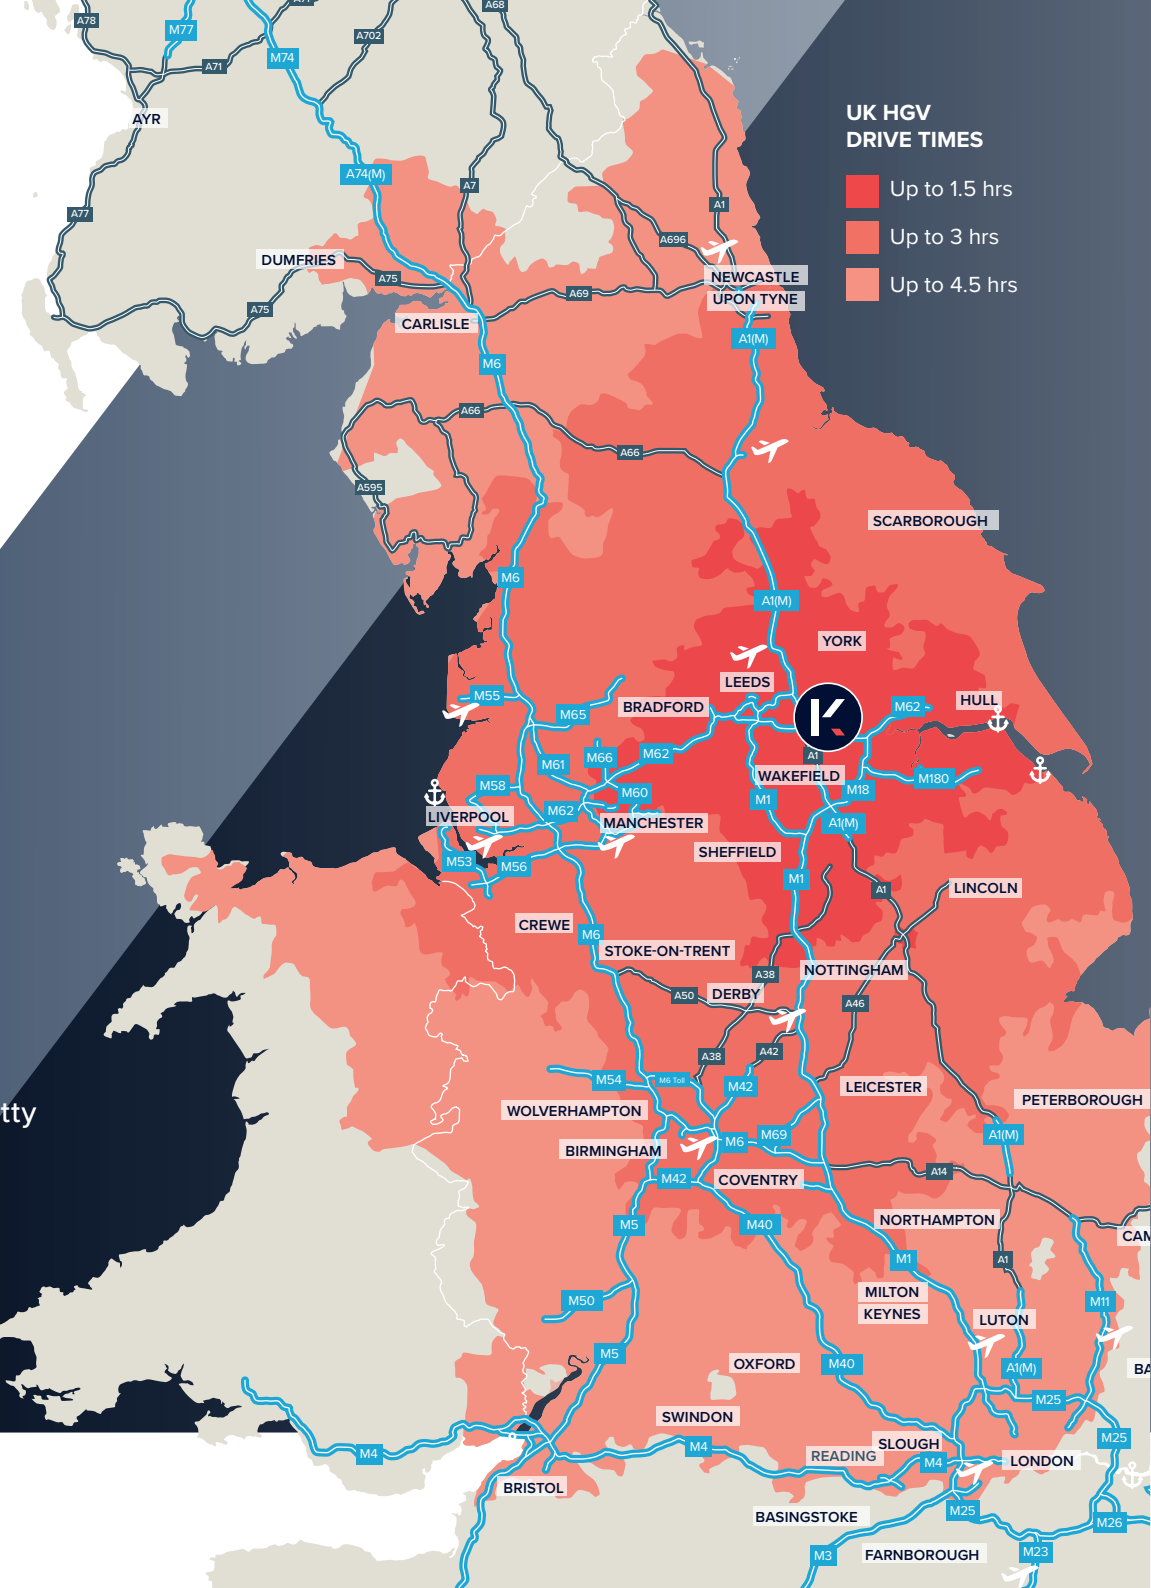 A78
M77
A71
A68
A702
M74
A71
UK HGV
DRIVE TIMES
AYR
A74(M)
A7
Up to 1.5 hrs
A77
A1
A696
Up to 3 hrs
DUMFRIES
A75
NEWCASTLE
UPON TYNE
Up to 4.5 hrs
A69
A75
CARLISLE
A1(M)
M6
A66
A66
A595
SCARBOROUGH
M6
A1(M)
YORK
LEEDS
M55
BRADFORD
M65
HULL
M62
K
M62
A1
M66
M61
WAKEFIELD
M180
M58
M60
M18
M1
LIVERPOOL
M62
MANCHESTER
A1(M)
SHEFFIELD
M53
M56
M1
A1
LINCOLN
CREWE
M6
STOKE-ON-TRENT
A38
NOTTINGHAM
A50
DERBY
A46
A42
A38
M54
M6 Toll
M42
LEICESTER
PETERBOROUGH
tty
WOLVERHAMPTON
A1(M)
M69
M6
BIRMINGHAM
A14
M42
COVENTRY
NORTHAMPTON
M5
M40
CAM
M1
A1
MILTON
KEYNES
M50
M11
LUTON
M5
OXFORD
M40
A1(M)
BA
M25
SWINDON
M25
SLOUGH
M4
M4
READING
M4
LONDON
BRISTOL
M25
BASINGSTOKE
M26
M3
FARNBOROUGH
M23